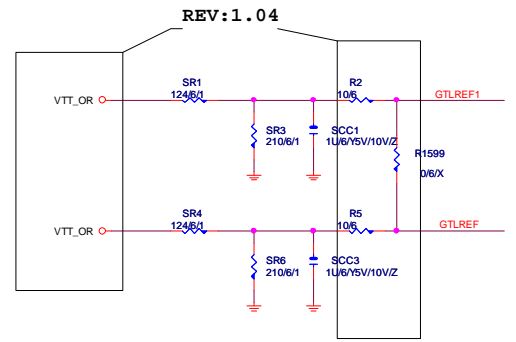 REV:1.04
SR1
124/6/1
R2
10/6
VTT_OR
GTLREF1
SR3
210/6/1
SCC1
1U/6/Y5V/10V/Z
R1599
0/6/X
SR4
124/6/1
R5
10/6
VTT_OR
GTLREF
SR6
210/6/1
SCC3
1U/6/Y5V/10V/Z